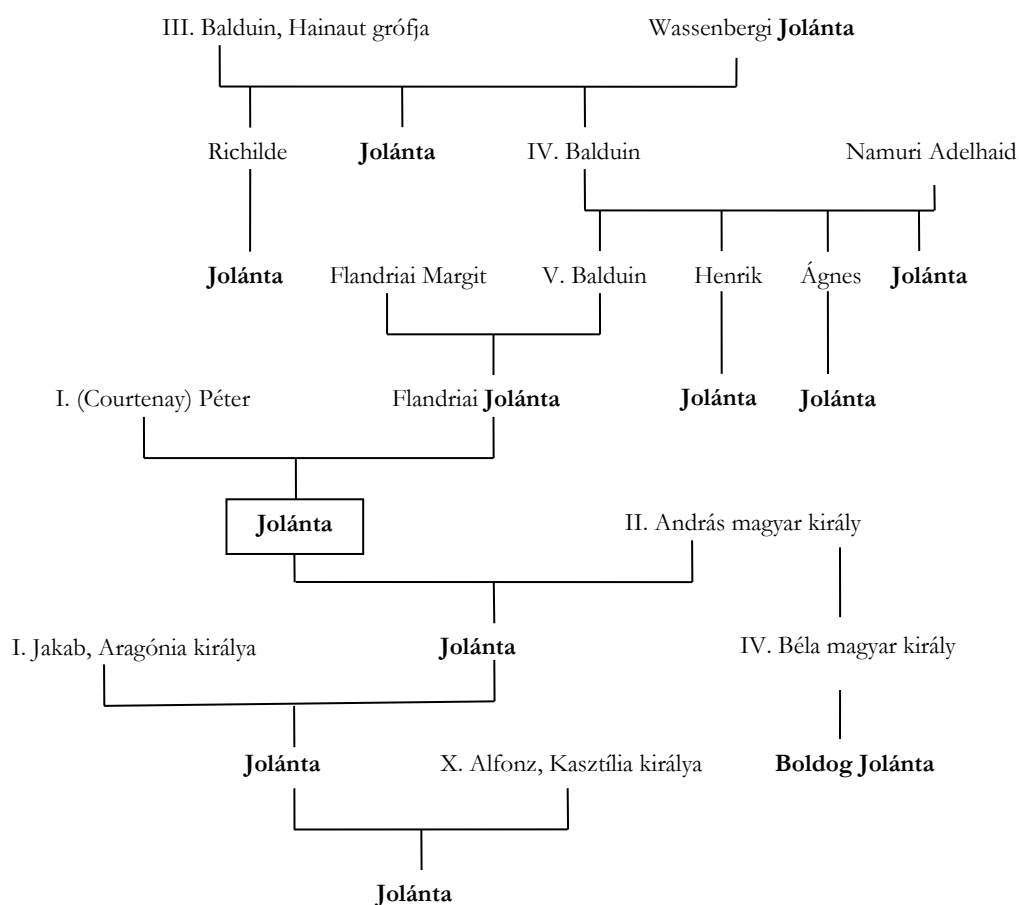 III. Balduin, Hainaut grófja Wassenbergi Jolánta
Richilde Jolánta IV. Balduin Namuri Adelhaid
Jolánta Flandriai Margit V. Balduin Henrik Ágnes Jolánta
I. (Courtenay) Péter Flandriai Jolánta Jolánta Jolánta
Jolánta II. András magyar király
I. Jakab, Aragónia királya Jolánta IV. Béla magyar király
Jolánta X. Alfonz, Kasztília királya Boldog Jolánta
Jolánta